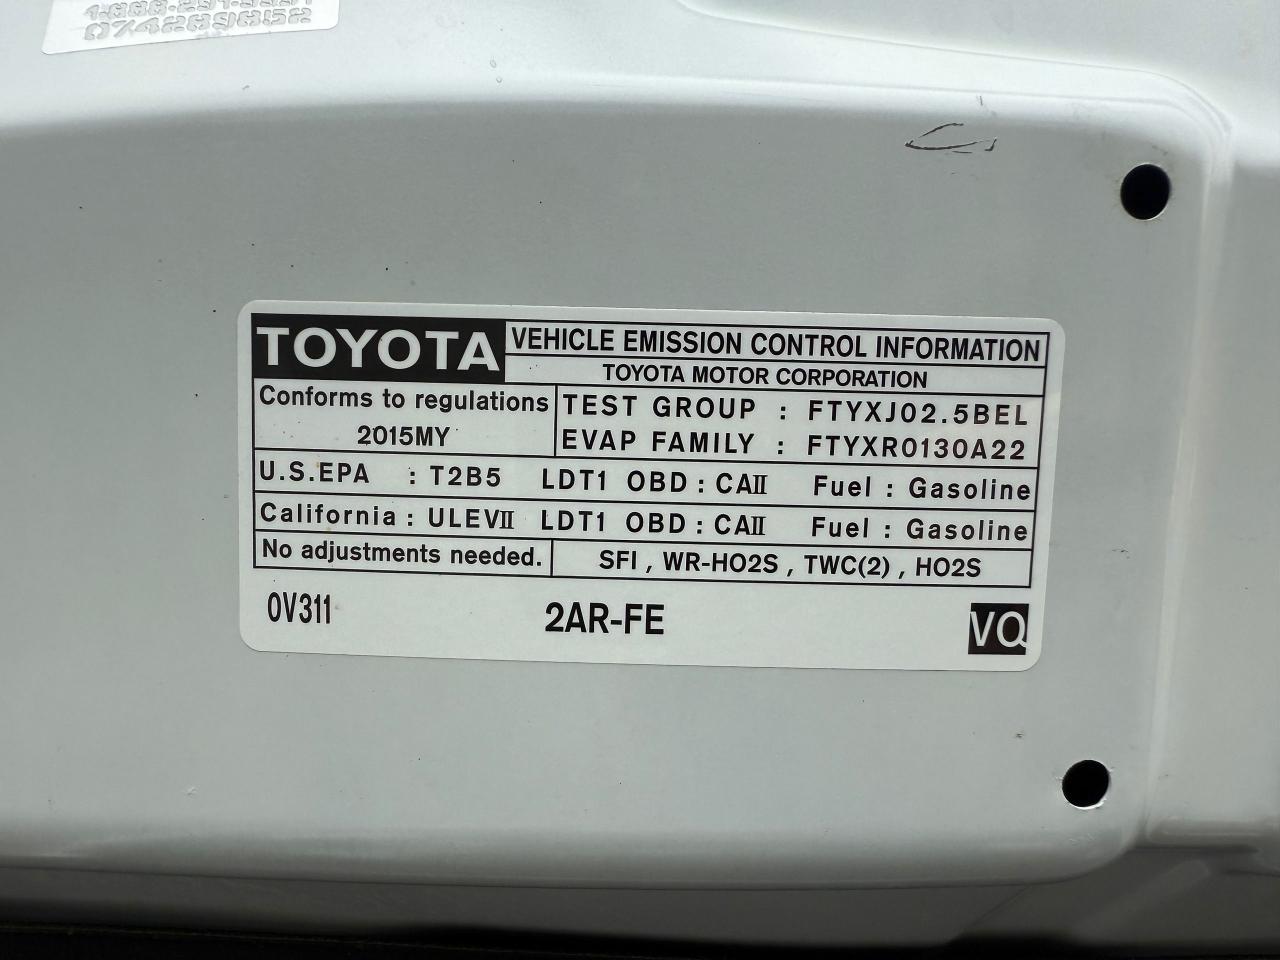 074289852
TOYOTA VEHICLE EMISSION CONTROL INFORMATION
TOYOTA MOTOR CORPORATION
Conforms to regulations
2015MY
TEST GROUP : FTYXJ02.5BEL
EVAP FAMILY : FTYXR0130A22
U.S.EPA : T2B5 LDT1 OBD : CAII Fuel : Gasoline
California : ULEVII LDT1 OBD : CAII Fuel : Gasoline
No adjustments needed. SFI , WR-HO2S , TWC(2) , HO2S
0V311 2AR-FE VQ